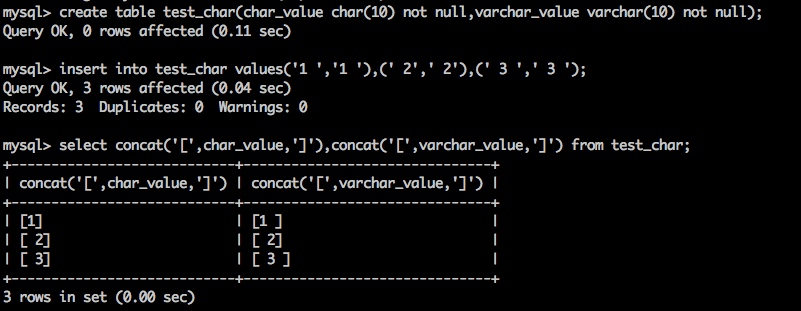 mysql> create table test_char(char_value char(10) not null,varchar_value varchar(10) not null);
Query OK, 0 rows affected (0.11 sec)

mysql> insert into test_char values('1 ','1 '),(' 2',' 2'),(' 3 ',' 3 ');
Query OK, 3 rows affected (0.04 sec)
Records: 3  Duplicates: 0  Warnings: 0

mysql> select concat('[',char_value,']'),concat('[',varchar_value,']') from test_char;
+----------------------------+-------------------------------+
| concat('[',char_value,']') | concat('[',varchar_value,']') |
+----------------------------+-------------------------------+
| [1]                        | [1 ]                          |
| [ 2]                       | [ 2]                          |
| [ 3]                       | [ 3 ]                         |
+----------------------------+-------------------------------+
3 rows in set (0.00 sec)